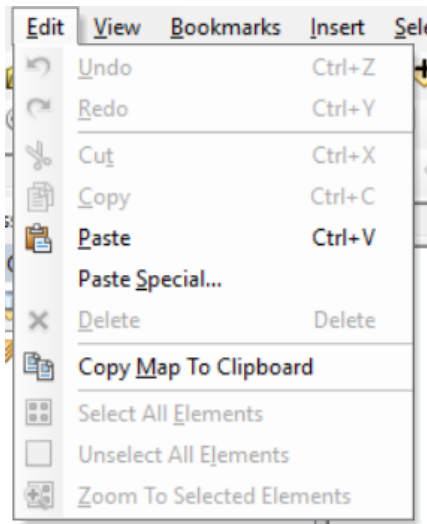 Edit View Bookmarks Insert Sele
Undo Ctrl+Z
Redo Ctrl+Y
Cut Ctrl+X
Copy Ctrl+C
Paste Ctrl+V
Paste Special...
Delete Delete
Copy Map To Clipboard
Select All Elements
Unselect All Elements
Zoom To Selected Elements